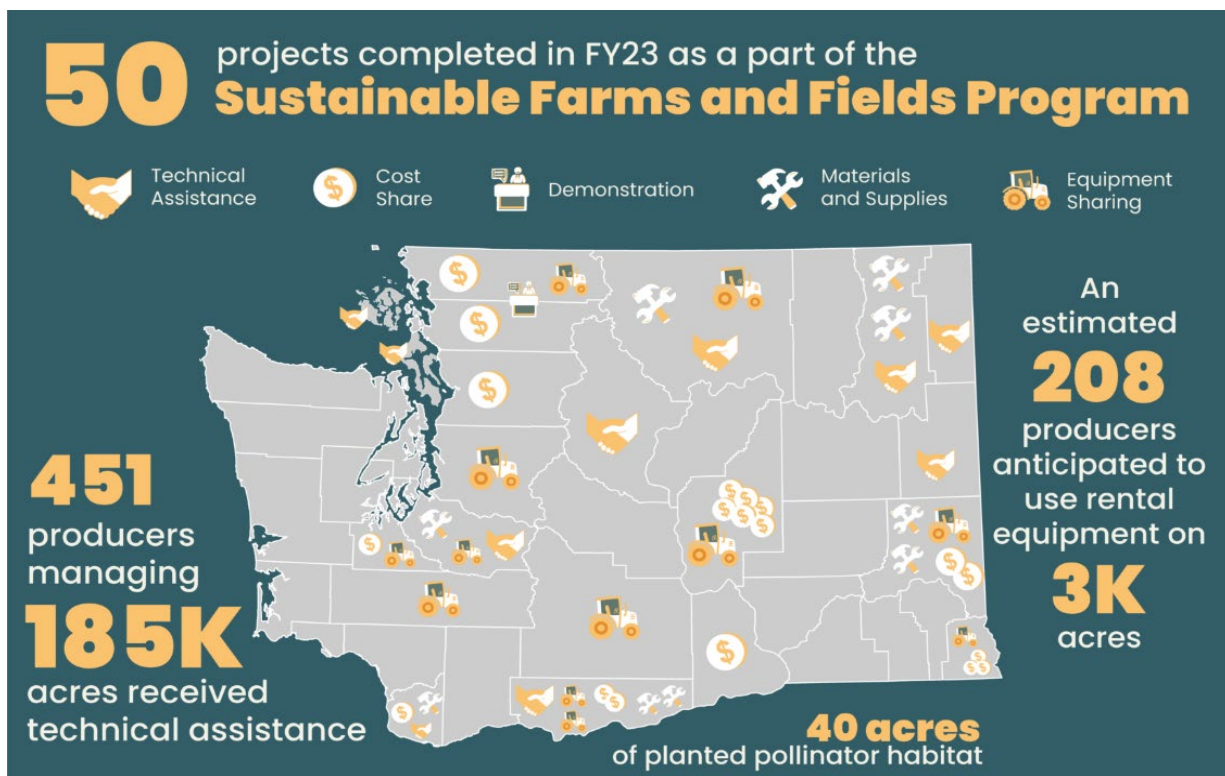 50 projects completed in FY23 as a part of the
Sustainable Farms and Fields Program
Technical
Assistance
Cost
Share
Demonstration
Materials
and Supplies
Equipment
Sharing
An
estimated
208
producers
anticipated to
use rental
equipment on
3K
acres
451
producers
managing
185K
acres received
technical assistance
40 acres
of planted pollinator habitat